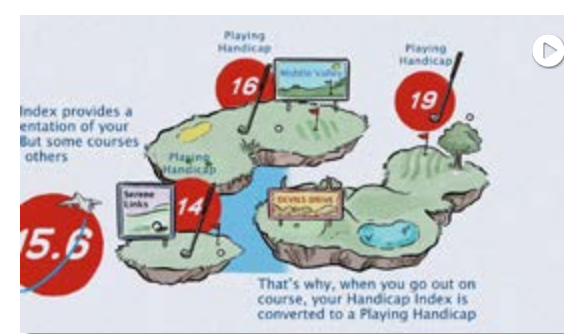 Playing
Handicap
16
Middle Valley
Playing
Handicap
19
Index provides a
entation of your
But some courses
others
Playing
Handicap
14
Serene
Links
DEVILS DRIVE
15.6
That's why, when you go out on
course, your Handicap Index is
converted to a Playing Handicap